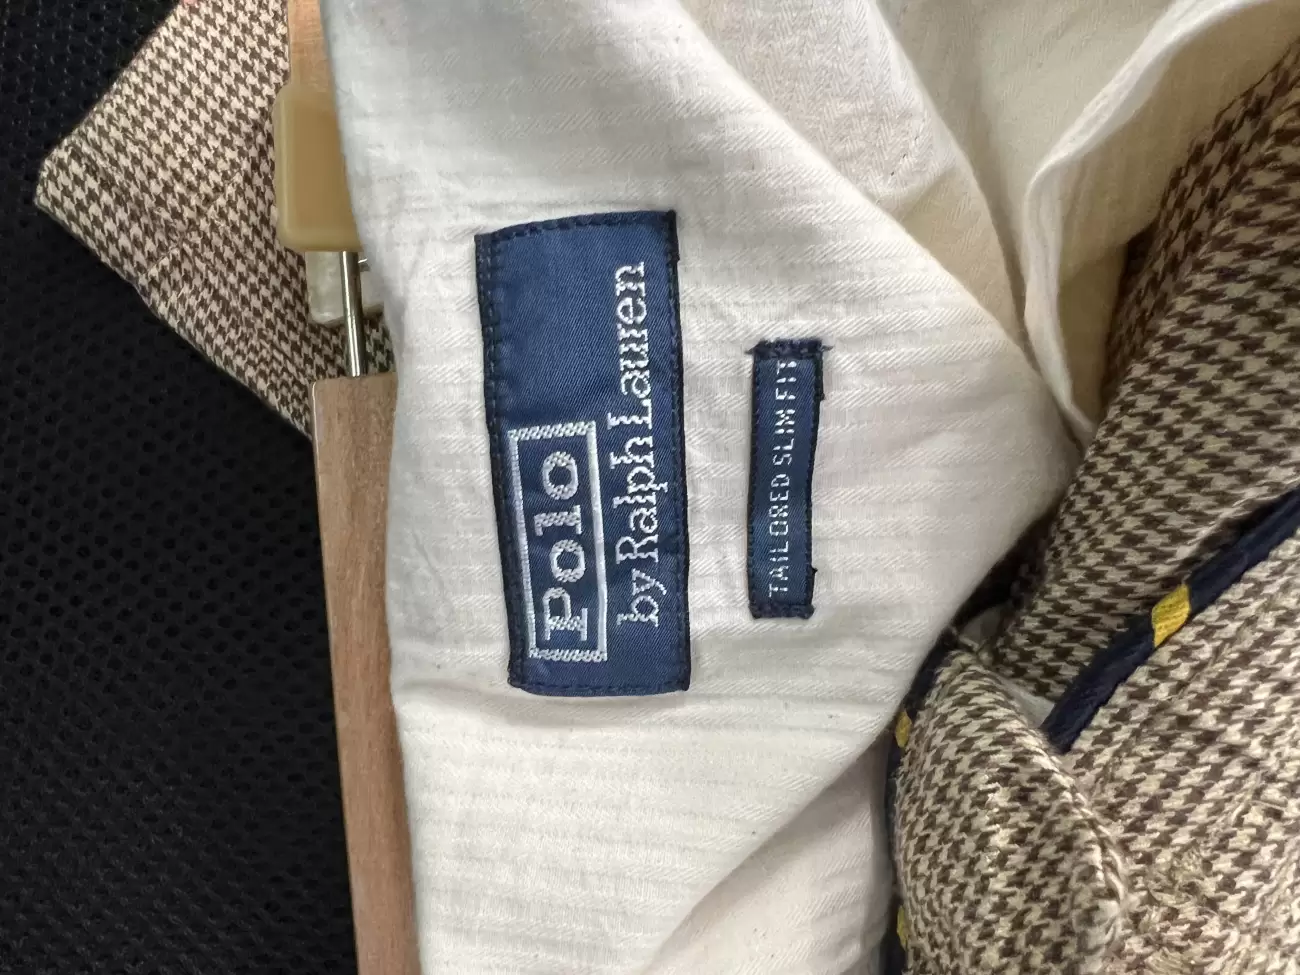 Polo
by Ralph Lauren
TAILORED SLIM FIT